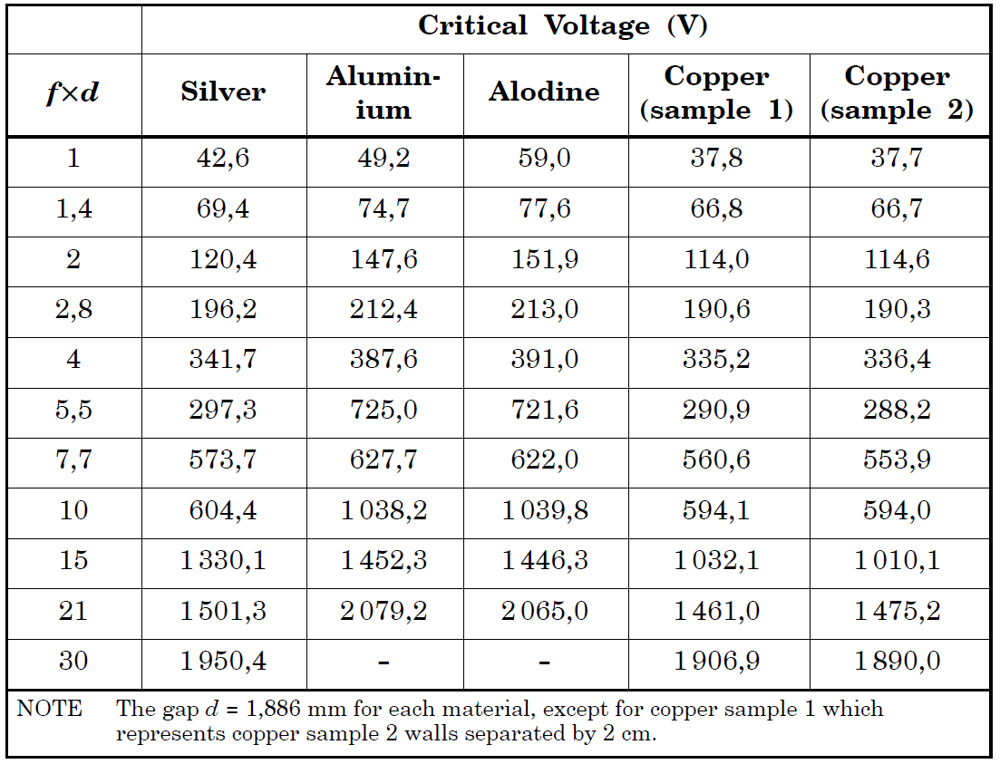 Critical Voltage (V)
f×d Silver Alumin-ium Alodine Copper (sample 1) Copper (sample 2)
1 42,6 49,2 59,0 37,8 37,7
1,4 69,4 74,7 77,6 66,8 66,7
2 120,4 147,6 151,9 114,0 114,6
2,8 196,2 212,4 213,0 190,6 190,3
4 341,7 387,6 391,0 335,2 336,4
5,5 297,3 725,0 721,6 290,9 288,2
7,7 573,7 627,7 622,0 560,6 553,9
10 604,4 1 038,2 1 039,8 594,1 594,0
15 1 330,1 1 452,3 1 446,3 1 032,1 1 010,1
21 1 501,3 2 079,2 2 065,0 1 461,0 1 475,2
30 1 950,4 – – 1 906,9 1 890,0
NOTE The gap d = 1,886 mm for each material, except for copper sample 1 which
represents copper sample 2 walls separated by 2 cm.